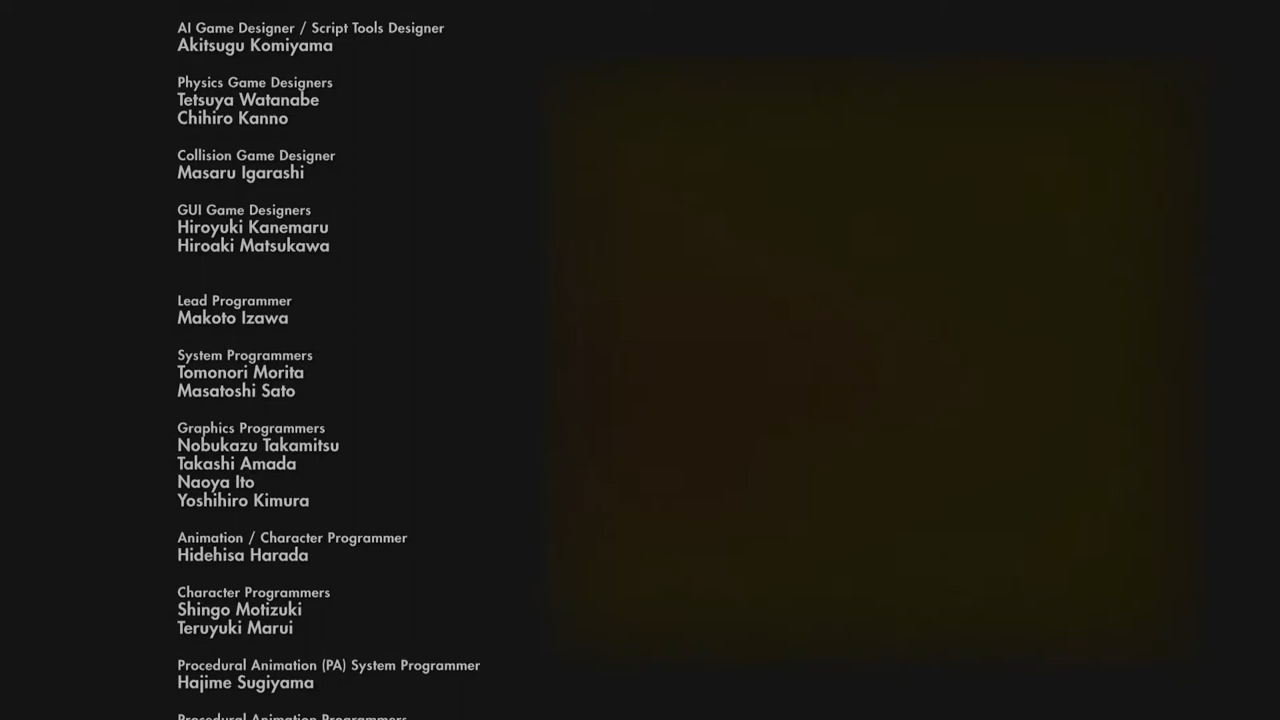 AI Game Designer / Script Tools Designer
Akitsugu Komiyama
Physics Game Designers
Tetsuya Watanabe
Chihiro Kanno
Collision Game Designer
Masaru Igarashi
GUI Game Designers
Hiroyuki Kanemaru
Hiroaki Matsukawa
Lead Programmer
Makoto Izawa
System Programmers
Tomonori Morita
Masatoshi Sato
Graphics Programmers
Nobukazu Takamitsu
Takashi Amada
Naoya Ito
Yoshihiro Kimura
Animation / Character Programmer
Hidehisa Harada
Character Programmers
Shingo Motizuki
Teruyuki Marui
Procedural Animation (PA) System Programmer
Hajime Sugiyama
Procedural Animation Programmers